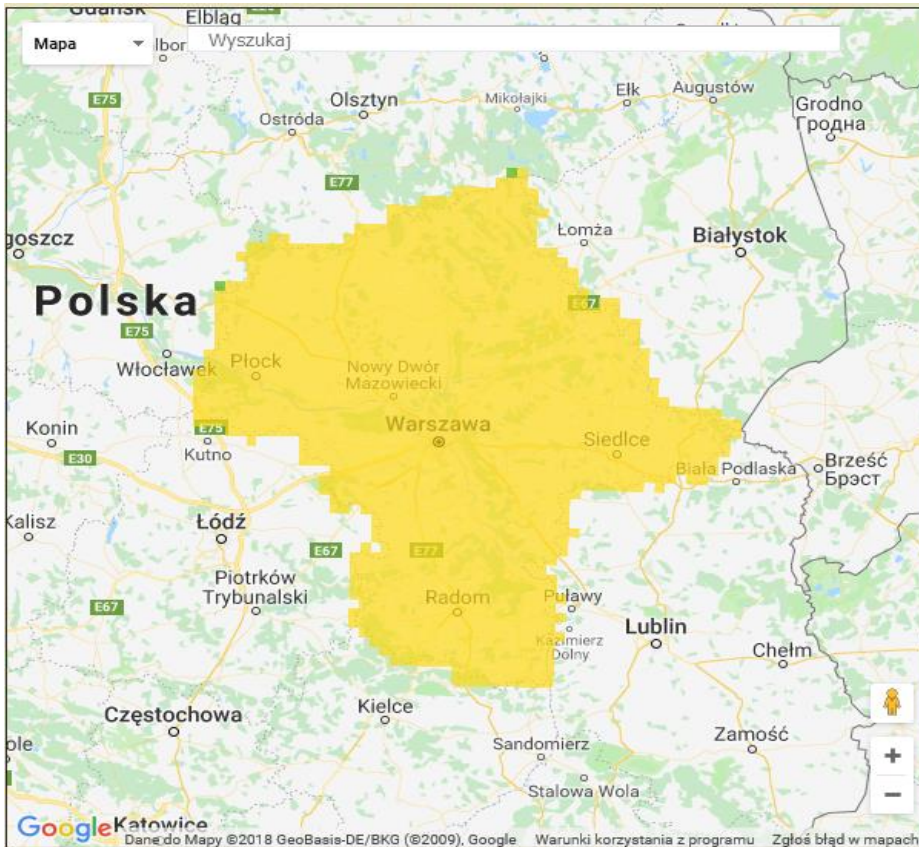 Gdańsk
Elbląg
Mapa
Wyszukaj
E75
Olsztyn
Ostróda
Mikołajki
Ełk
Augustów
Grodno
Гродна
E77
goszcz
Łomża
Białystok
Polska
E67
E75
Włocławek
Płock
Nowy Dwór
Mazowiecki
Konin
E75
Kutno
Warszawa
Siedlce
E30
Biała Podlaska
Brześć
Брэст
Kalisz
Łódź
E67
E77
Piotrków
Trybunalski
E67
Radom
Puławy
Kazimierz
Dolny
Lublin
Chełm
Kielce
Częstochowa
Sandomierz
Zamość
ole
Stalowa Wola
+
−
Google
Katowice
Dane do Mapy ©2018 GeoBasis-DE/BKG (©2009), Google Warunki korzystania z programu Zgłoś błąd w mapach